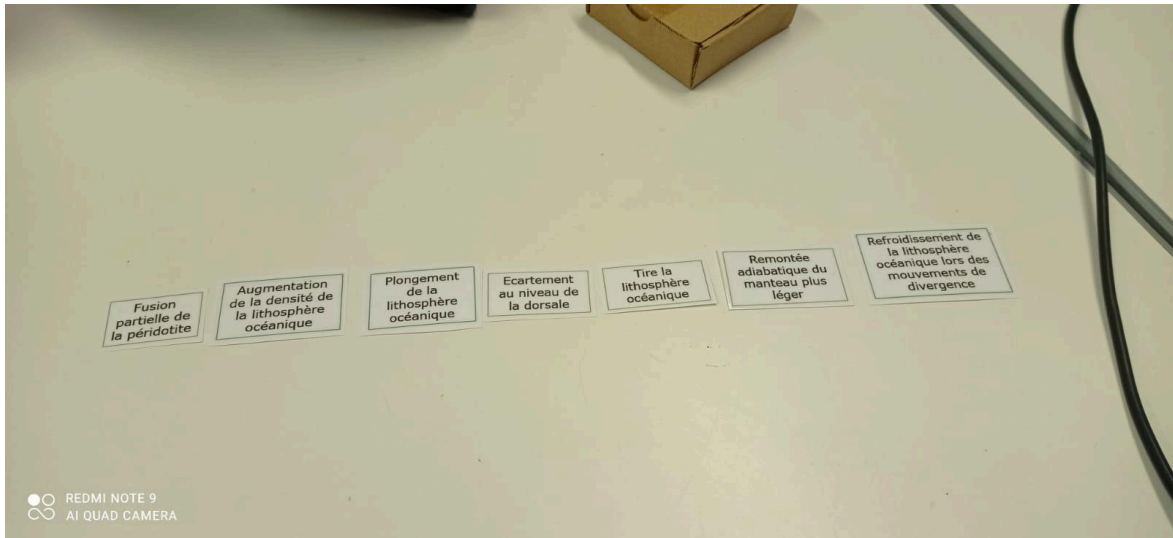 Fusion
partielle de
la péridotite
Augmentation
de la densité de
la lithosphère
océanique
Plongement
de la
lithosphère
océanique
Ecartement
au niveau de
la dorsale
Tire la
lithosphère
océanique
Remontée
adiabatique du
manteau plus
léger
Refroidissement de
la lithosphère
océanique lors des
mouvements de
divergence
REDMI NOTE 9
AI QUAD CAMERA